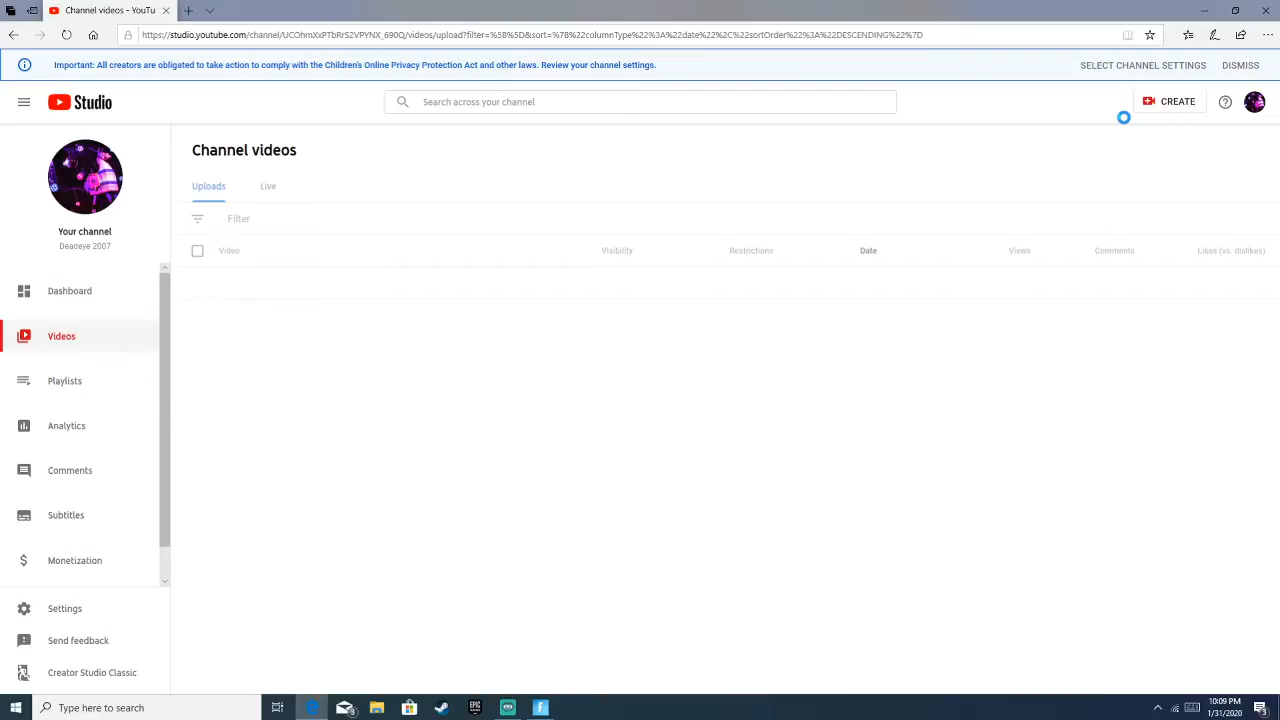 Channel videos - YouTu
https://studio.youtube.com/channel/UCOhmXxPTbRrS2VPYNX_690Q/videos/upload?filter=%5B%5D&sort=%7B%22columnType%22%3A%22date%22%2C%22sortOrder%22%3A%22DESCENDING%22%7D
Important: All creators are obligated to take action to comply with the Children's Online Privacy Protection Act and other laws. Review your channel settings.
SELECT CHANNEL SETTINGS
DISMISS
Studio
Search across your channel
CREATE
Your channel
Deadeye 2007
Dashboard
Videos
Playlists
Analytics
Comments
Subtitles
Monetization
Settings
Send feedback
Creator Studio Classic
Channel videos
Uploads Live
Filter
Video Visibility Restrictions Date Views Comments Likes (vs. dislikes)
Type here to search
EPIC
10:09 PM
1/31/2020